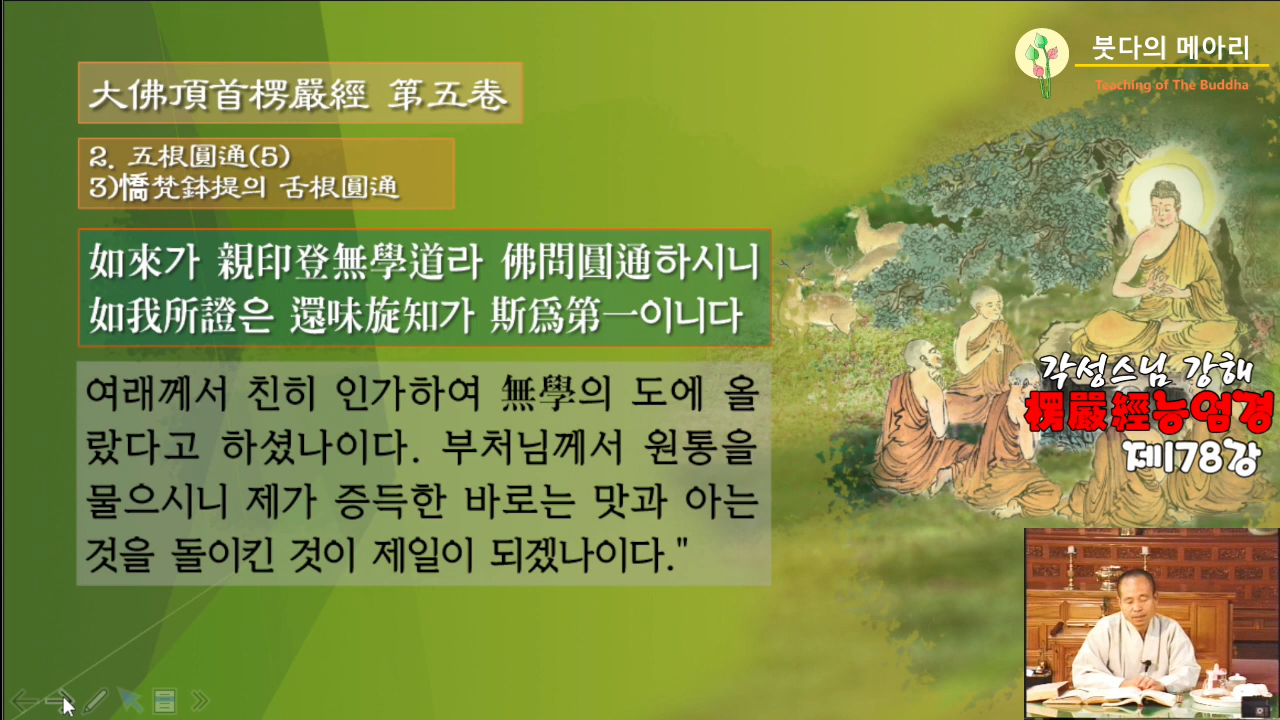 大佛頂首楞嚴經 第五卷
2. 五根圓通(5)
3)憍梵鉢提의 舌根圓通
如來가 親印登無學道라 佛問圓通하시니
如我所證은 還味旋知가 斯爲第一이니다
여래께서 친히 인가하여 無學의 도에 올
랐다고 하셨나이다. 부처님께서 원통을
물으시니 제가 증득한 바로는 맛과 아는
것을 돌이킨 것이 제일이 되겠나이다."
붓다의 메아리
Teaching of The Buddha
각성스님 강해
楞嚴經능엄경
제178강